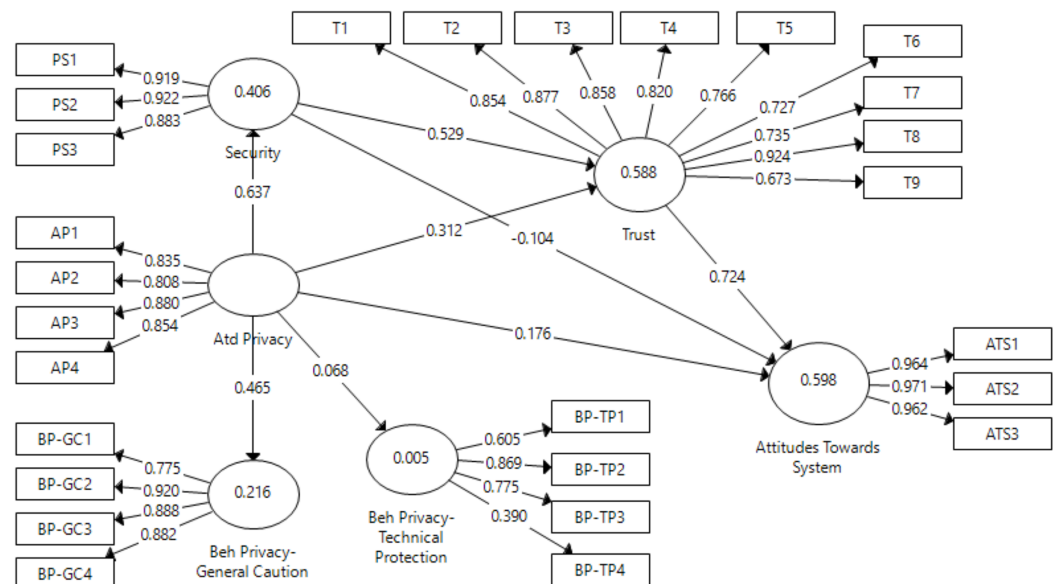 T1
T2
T3
T4
T5
T6
T7
T8
T9
PS1
PS2
PS3
0.919
0.922
0.883
0.406
Security
0.854
0.877
0.858
0.820
0.766
0.727
0.735
0.924
0.673
0.529
0.588
Trust
0.637
0.312
-0.104
0.724
AP1
AP2
AP3
AP4
0.835
0.808
0.880
0.854
Atd Privacy
0.176
0.068
0.465
0.598
Attitudes Towards
System
0.964
0.971
0.962
ATS1
ATS2
ATS3
BP-GC1
BP-GC2
BP-GC3
BP-GC4
0.775
0.920
0.888
0.882
0.216
Beh Privacy-
General Caution
0.005
Beh Privacy-
Technical
Protection
0.605
0.869
0.775
0.390
BP-TP1
BP-TP2
BP-TP3
BP-TP4